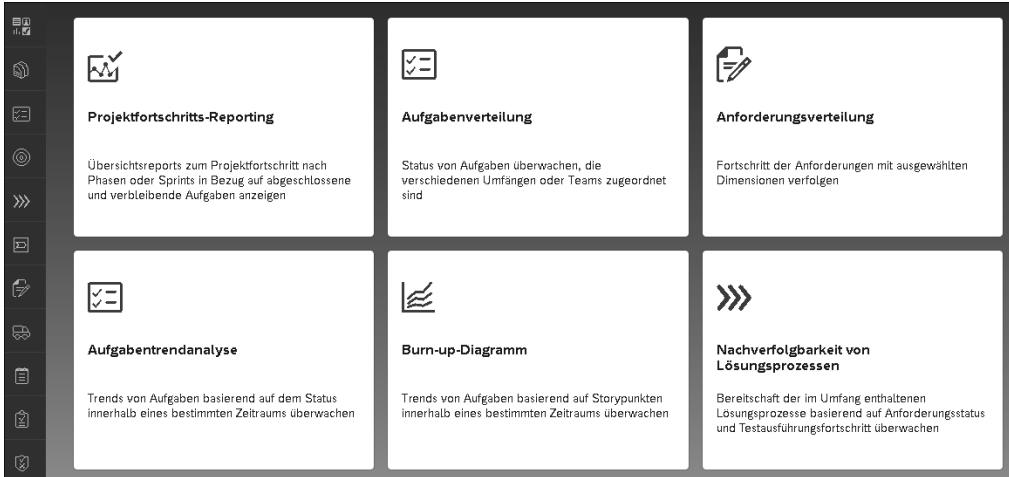 Projektfortschritts-Reporting
Übersichtsreports zum Projektfortschritt nach
Phasen oder Sprints in Bezug auf abgeschlossene
und verbleibende Aufgaben anzeigen
Aufgabenverteilung
Status von Aufgaben überwachen, die
verschiedenen Umfängen oder Teams zugeordnet
sind
Anforderungsverteilung
Fortschritt der Anforderungen mit ausgewählten
Dimensionen verfolgen
Aufgabentrendanalyse
Trends von Aufgaben basierend auf dem Status
innerhalb eines bestimmten Zeitraums überwachen
Burn-up-Diagramm
Trends von Aufgaben basierend auf Storypunkten
innerhalb eines bestimmten Zeitraums überwachen
Nachverfolgbarkeit von
Lösungsprozessen
Bereitschaft der im Umfang enthaltenen
Lösungsprozesse basierend auf Anforderungsstatus
und Testausführungsfortschritt überwachen